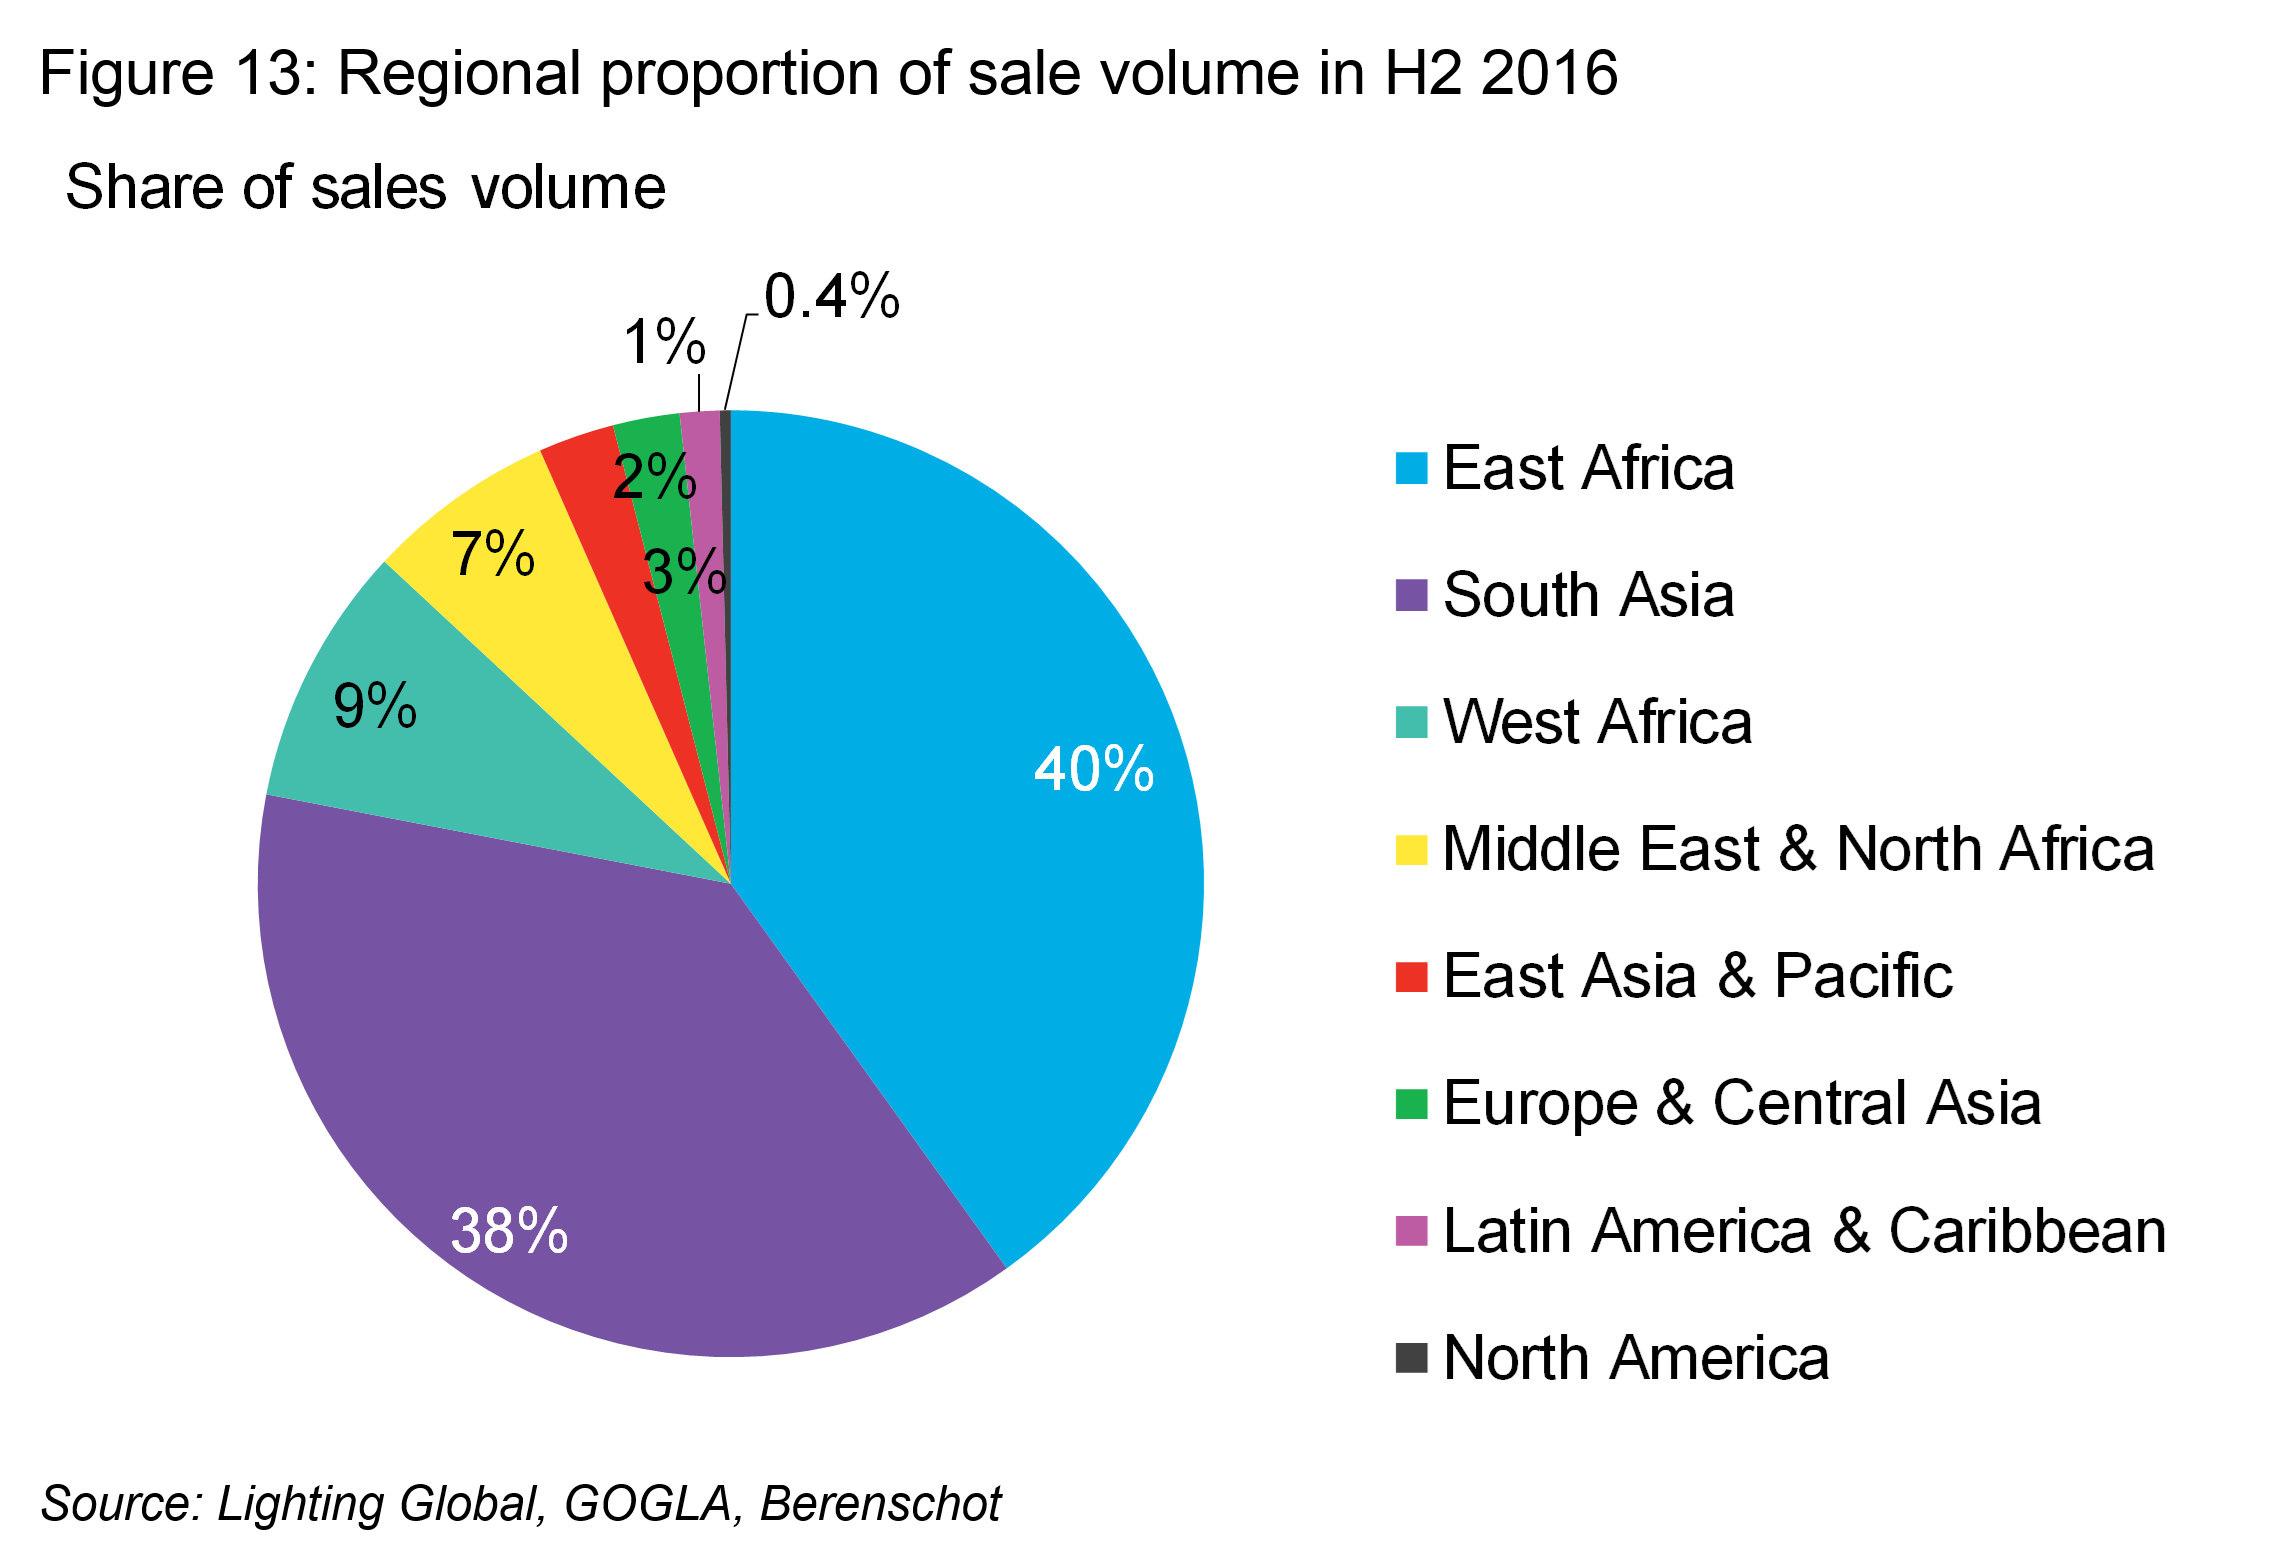 Figure 13: Regional proportion of sale volume in H2 2016
Share of sales volume
0.4%
1%
2%
3%
7%
9%
40%
38%
East Africa
South Asia
West Africa
Middle East & North Africa
East Asia & Pacific
Europe & Central Asia
Latin America & Caribbean
North America
Source: Lighting Global, GOGLA, Berenschot